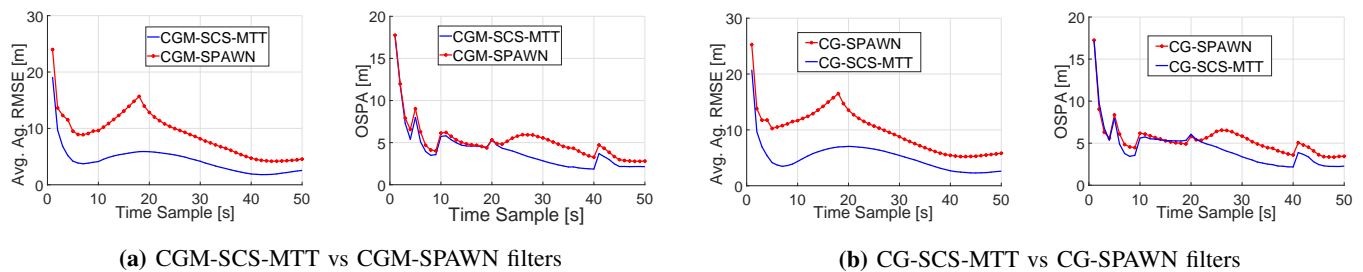 Avg. Ag. RMSE [m]
30
20
10
0
CGM-SCS-MTT
CGM-SPAWN
0 10 20 30 40 50
Time Sample [s]
OSPA [m]
20
15
10
5
0
CGM-SCS-MTT
CGM-SPAWN
0 10 20 30 40 50
Time Sample [s]
(a) CGM-SCS-MTT vs CGM-SPAWN filters
Avg. Ag. RMSE [m]
30
20
10
0
CG-SPAWN
CG-SCS-MTT
0 10 20 30 40 50
Time Sample [s]
OSPA [m]
20
15
10
5
0
CG-SPAWN
CG-SCS-MTT
0 10 20 30 40 50
Time Sample [s]
(b) CG-SCS-MTT vs CG-SPAWN filters